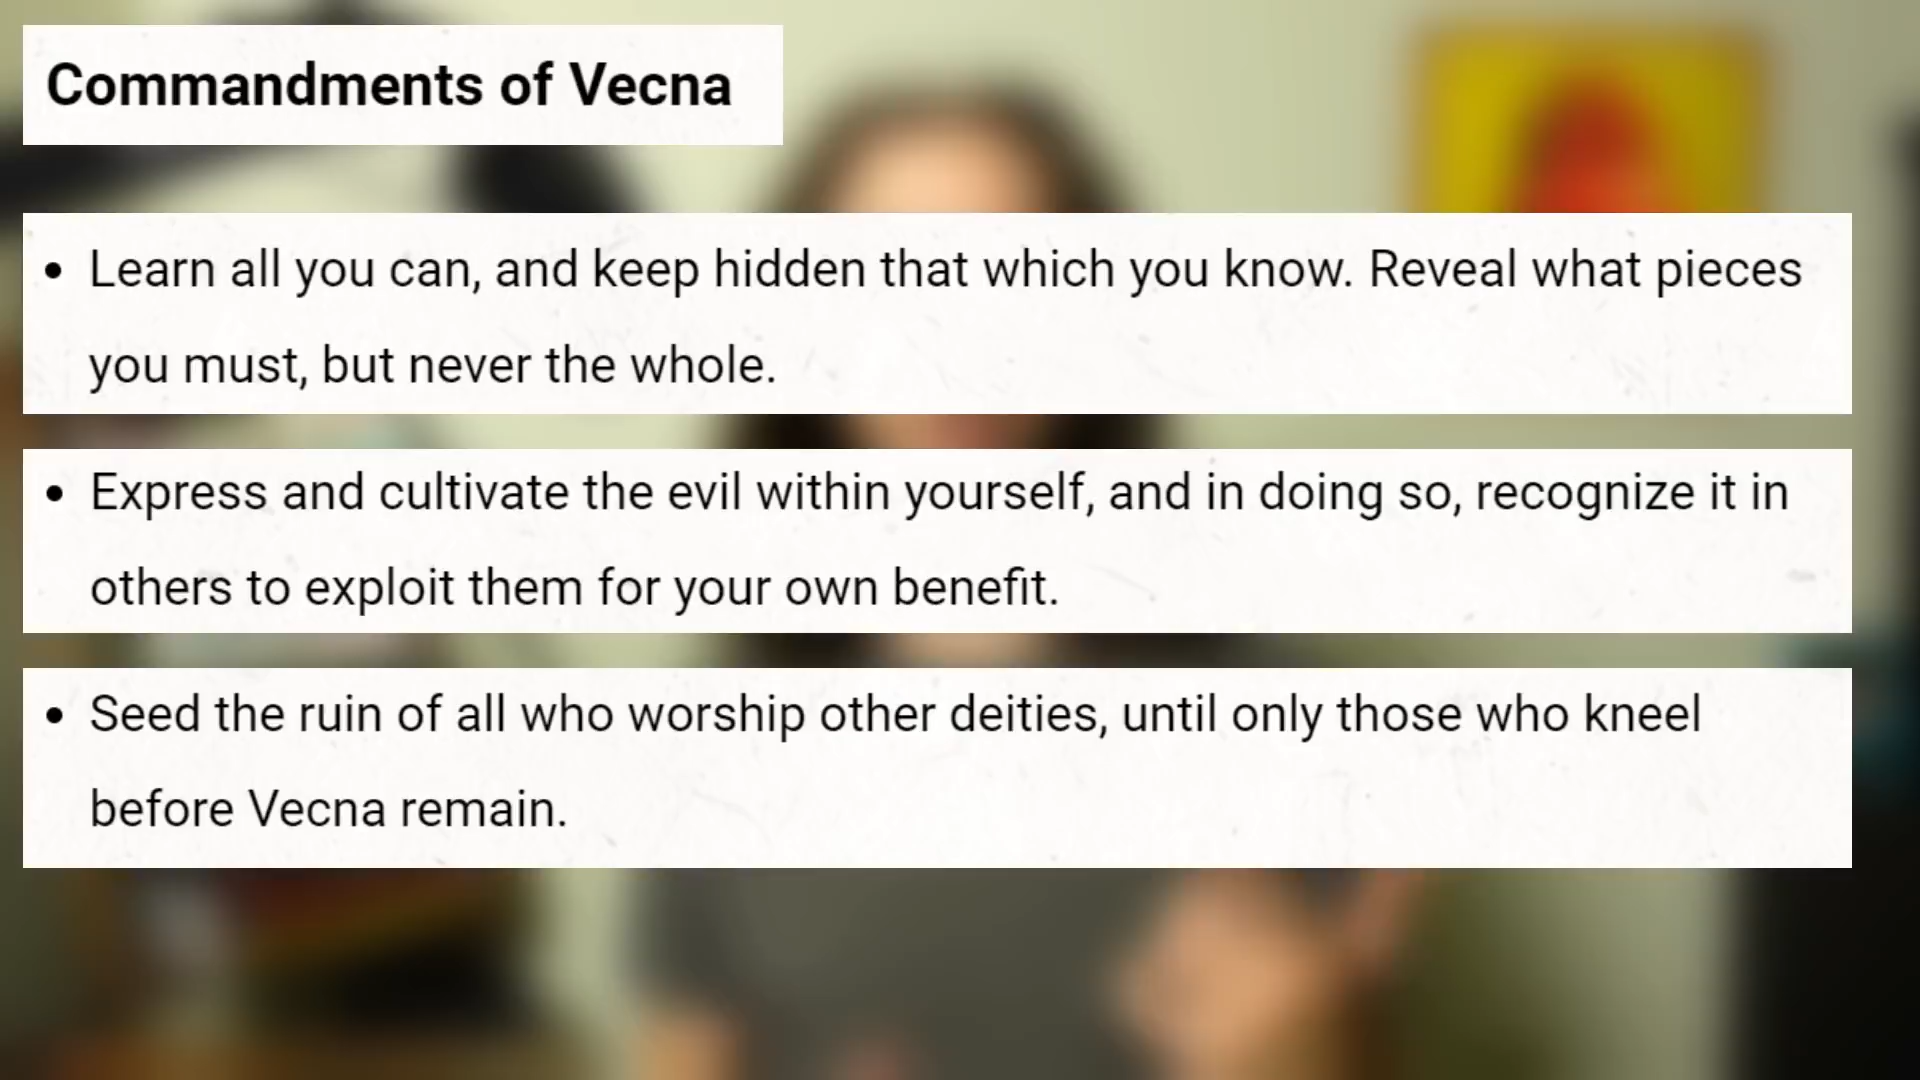 Commandments of Vecna
• Learn all you can, and keep hidden that which you know. Reveal what pieces
you must, but never the whole.
• Express and cultivate the evil within yourself, and in doing so, recognize it in
others to exploit them for your own benefit.
• Seed the ruin of all who worship other deities, until only those who kneel
before Vecna remain.